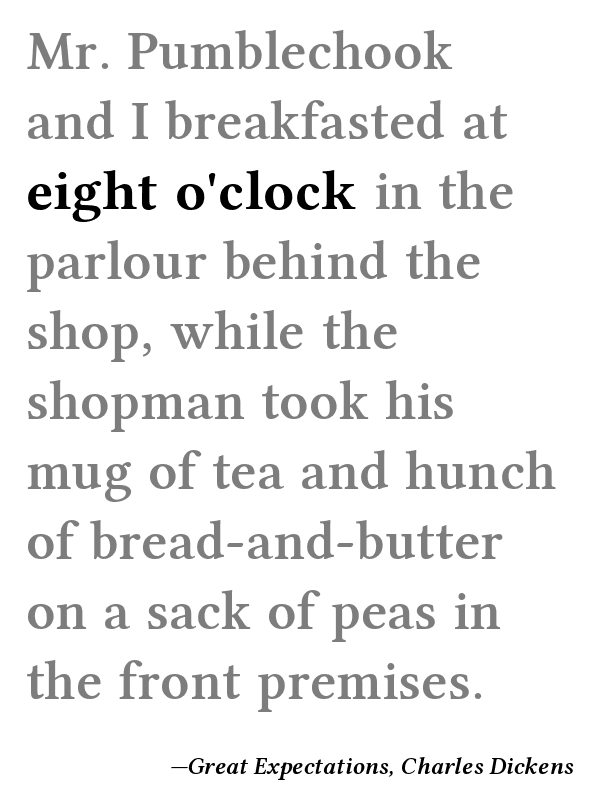 Mr. Pumblechook
and I breakfasted at
eight o'clock in the
parlour behind the
shop, while the
shopman took his
mug of tea and hunch
of bread-and-butter
on a sack of peas in
the front premises.
—Great Expectations, Charles Dickens